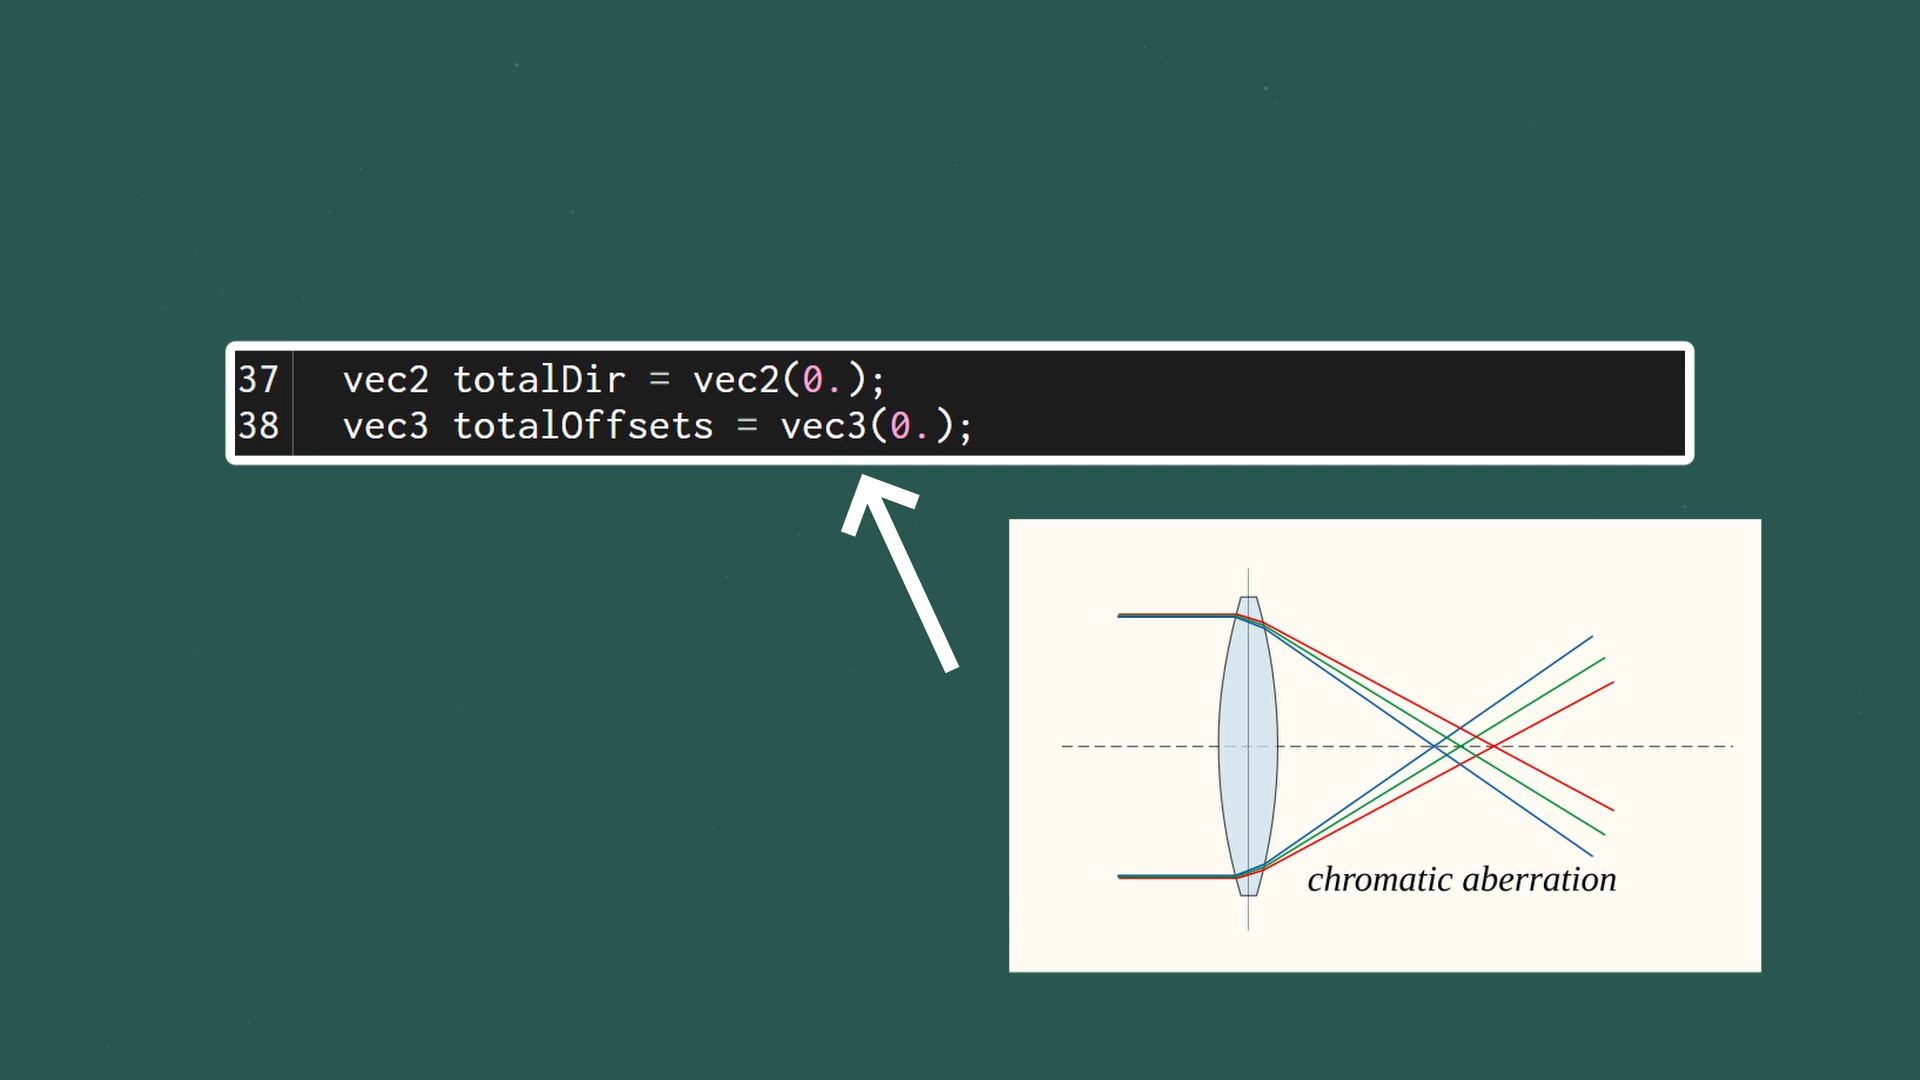 37 vec2 totalDir = vec2(0.);
38 vec3 totalOffsets = vec3(0.);
chromatic aberration